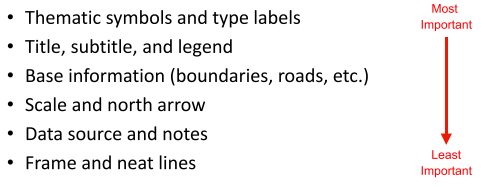 • Thematic symbols and type labels
• Title, subtitle, and legend
• Base information (boundaries, roads, etc.)
• Scale and north arrow
• Data source and notes
• Frame and neat lines
Most
Important
Least
Important